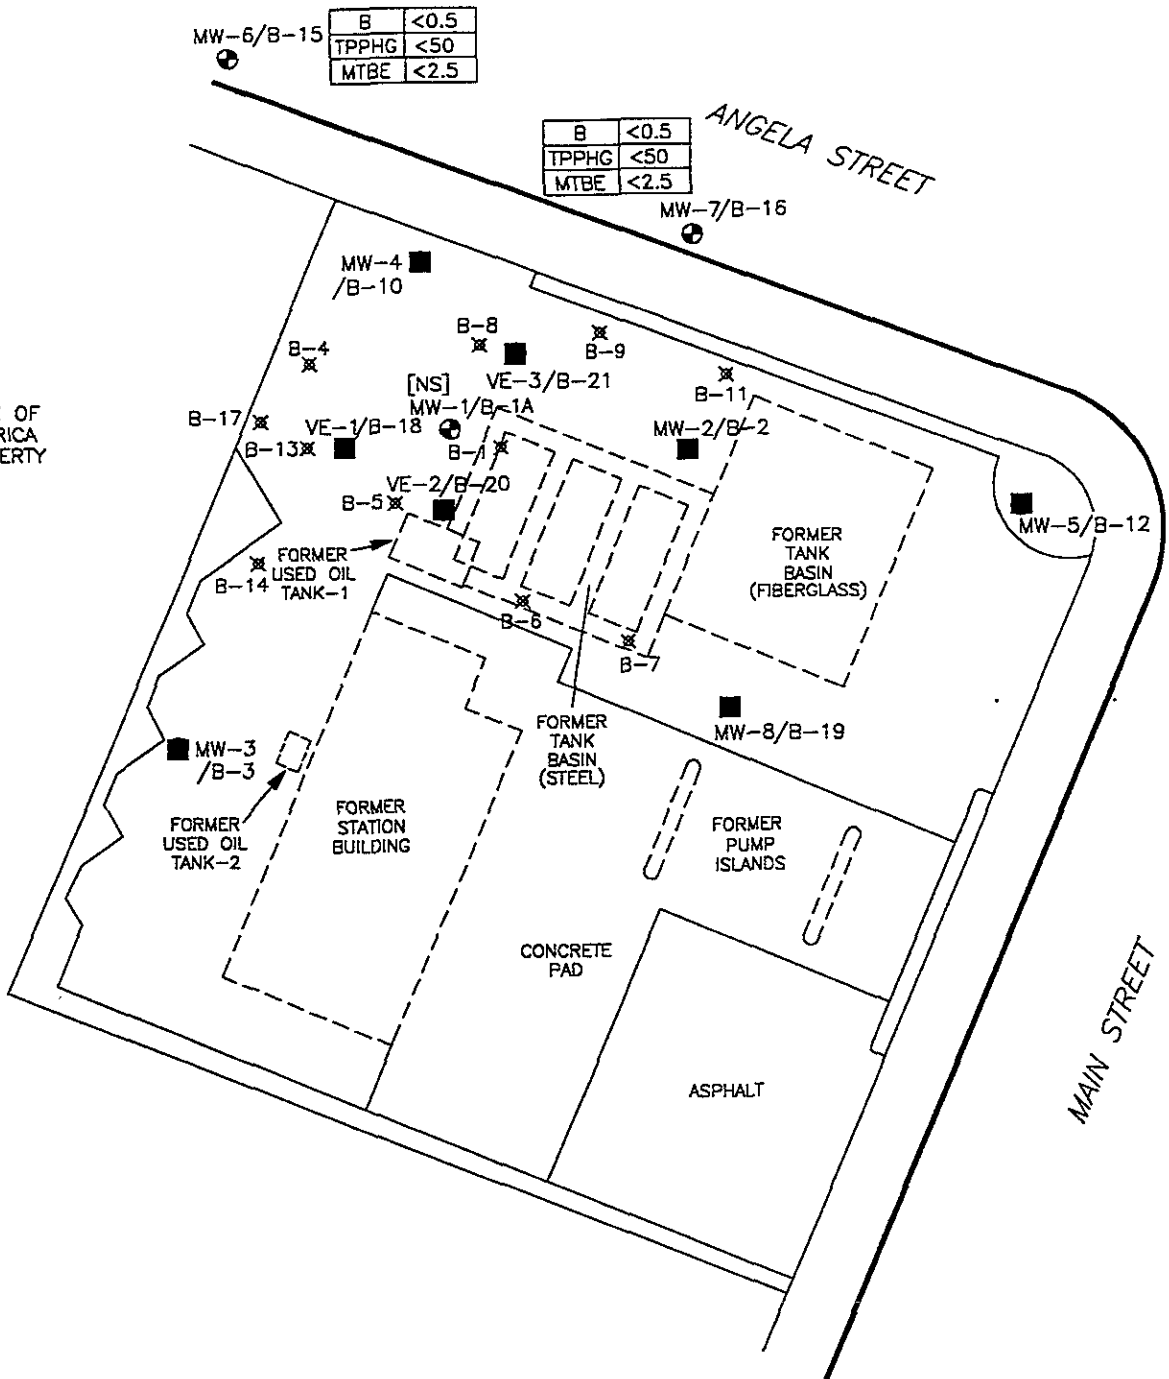 MW-6/B-15
B <0.5
TPPHG <50
MTBE <2.5
ANGELA STREET
B <0.5
TPPHG <50
MTBE <2.5
MW-7/B-16
MW-4
/B-10
B-8
B-9
B-4
VE-3/B-21
B-11
[NS]
MW-1/B-1A
OF
RICA
ERTY
B-17
VE-1/B-18
MW-2/B-2
B-13
B-1
VE-2/B-20
B-5
MW-5/B-12
FORMER
TANK
BASIN
(FIBERGLASS)
FORMER
USED OIL
TANK-1
B-14
B-6
B-7
FORMER
TANK
BASIN
(STEEL)
MW-8/B-19
MW-3
/B-3
FORMER
USED OIL
TANK-2
FORMER
STATION
BUILDING
FORMER
PUMP
ISLANDS
CONCRETE
PAD
MAIN STREET
ASPHALT